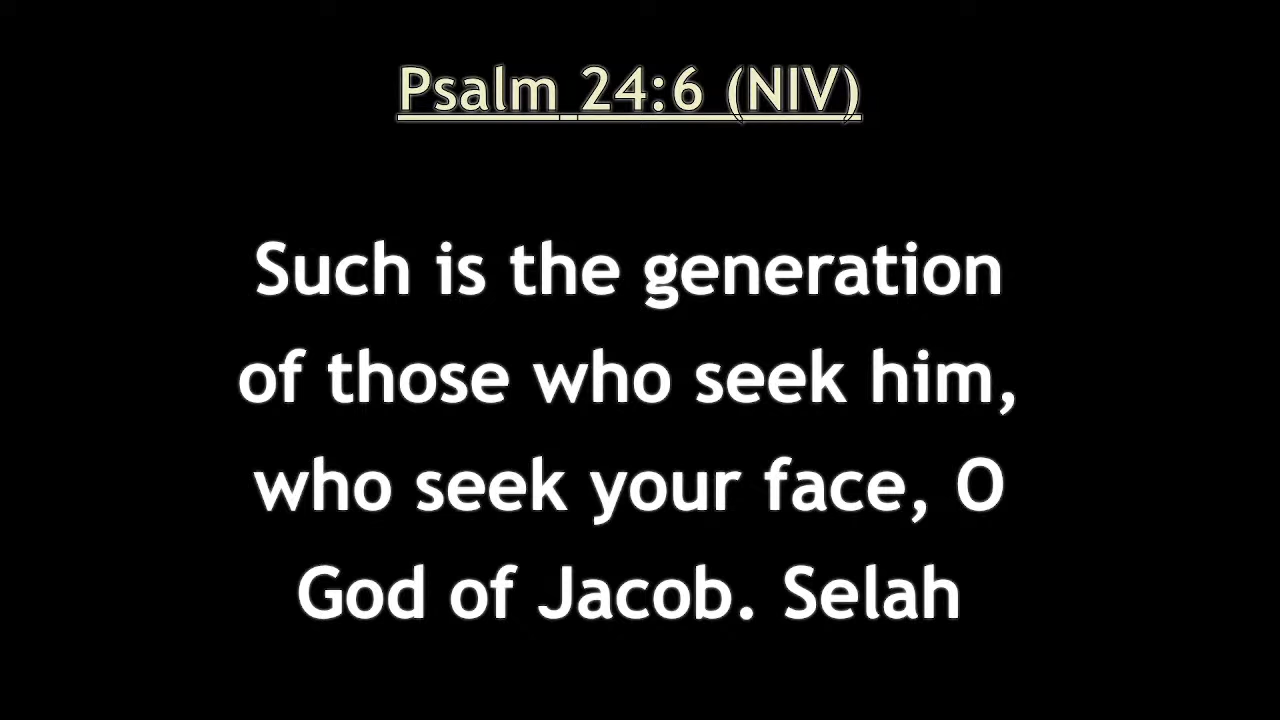 Psalm 24:6 (NIV)
Such is the generation
of those who seek him,
who seek your face, O
God of Jacob. Selah